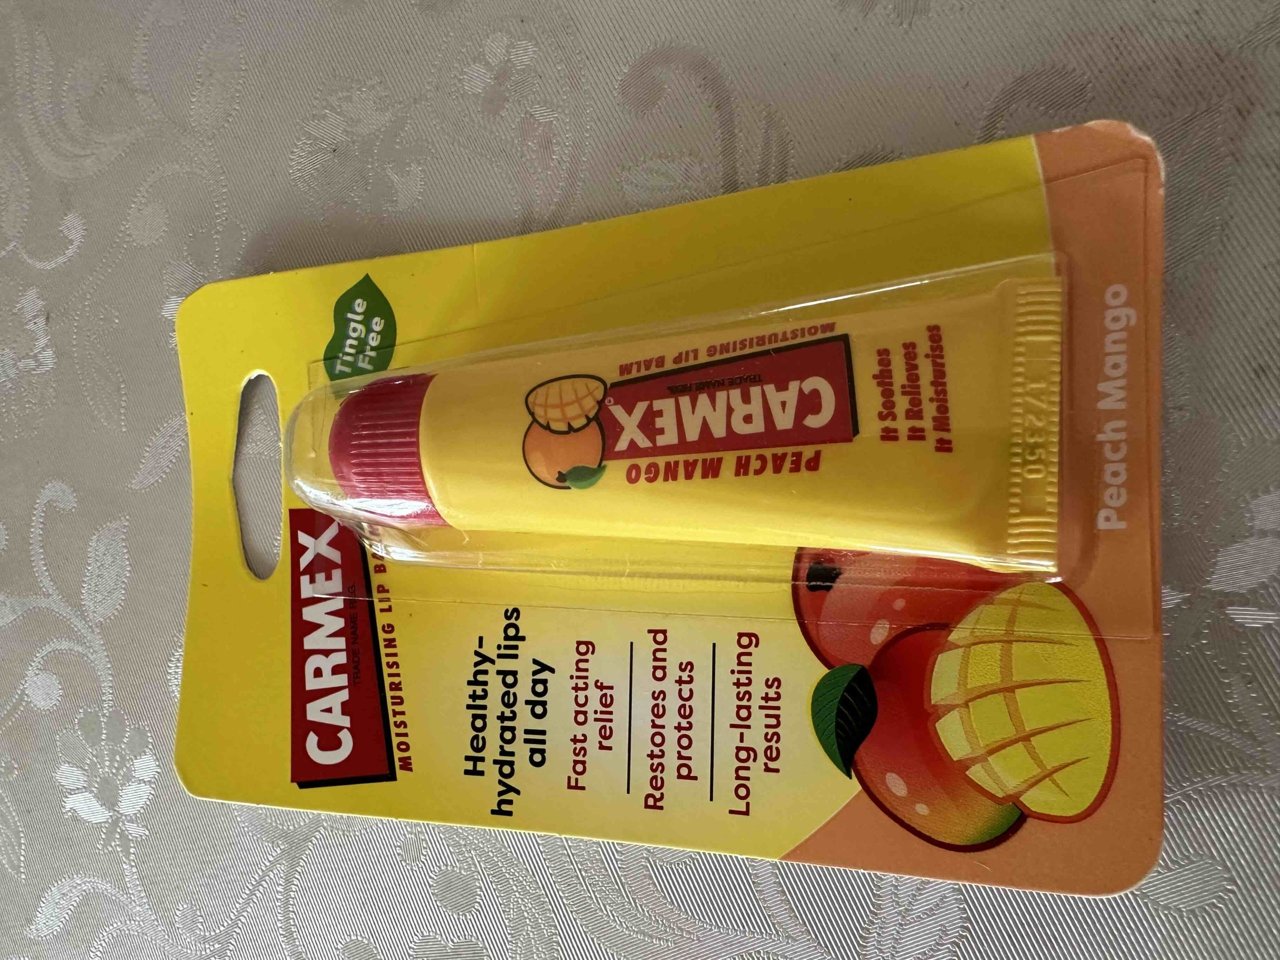 Tingle
Free
CARMEX
TRADE NAME REG.
MOISTURISING LIP
Healthy-
hydrated lips
all day
Fast acting
relief
Restores and
protects
Long-lasting
results
Peach Mango
PEACH MANGO
CARMEX
TRADE NAME REG.
MOISTURISING LIP BALM
It Soothes
It Relieves
It Moisturises